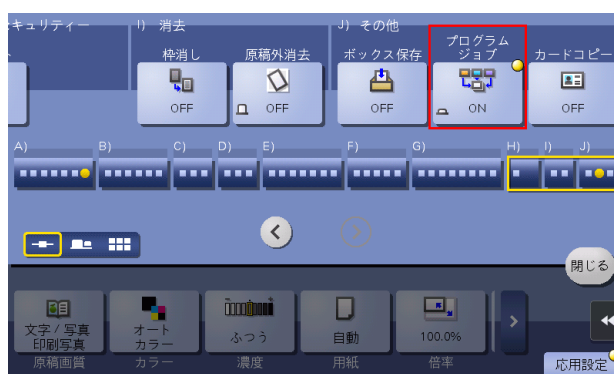 キュリティー
I) 消去
J) その他
ト
枠消し
原稿外消去
ボックス保存
プログラム
ジョブ
カードコピー
OFF
OFF
OFF
ON
OFF
A)
B)
C)
D)
E)
F)
G)
H)
I)
J)
閉じる
文字/写真
印刷写真
オート
カラー
ふつう
自動
100.0%
原稿画質
カラー
濃度
用紙
倍率
応用設定